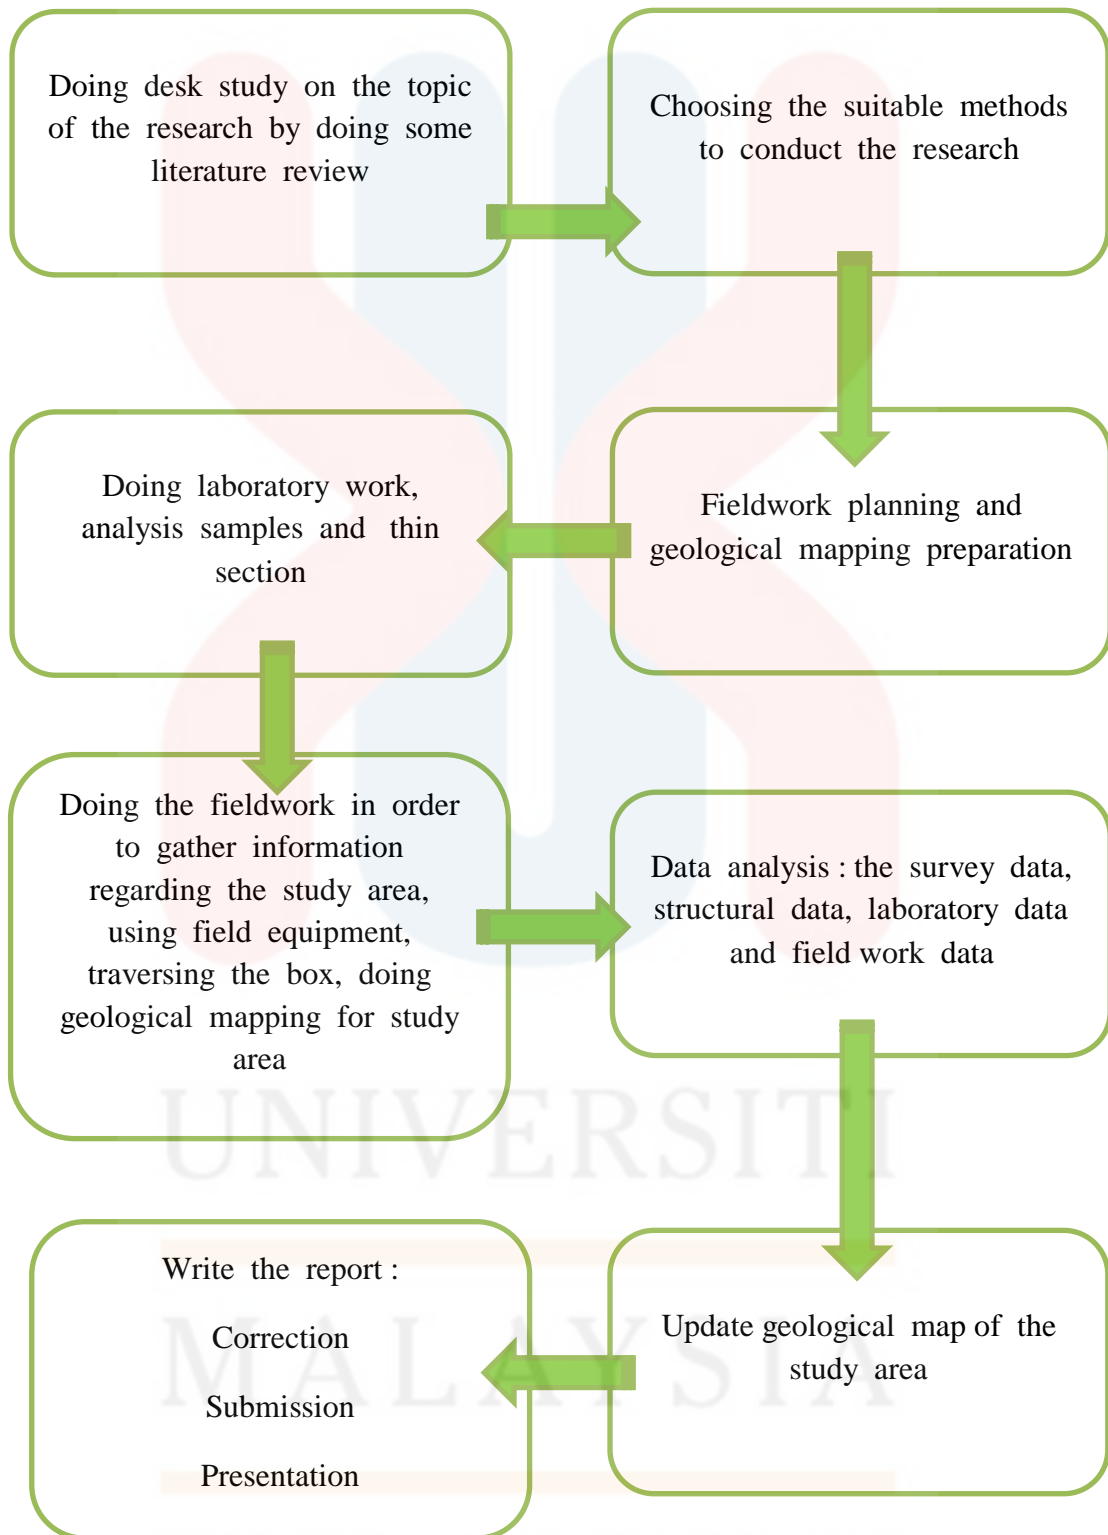 Doing desk study on the topic
of the research by doing some
literature review
Choosing the suitable methods
to conduct the research
Fieldwork planning and
geological mapping preparation
Doing laboratory work,
analysis samples and thin
section
Doing the fieldwork in order
to gather information
regarding the study area,
using field equipment,
traversing the box, doing
geological mapping for study
area
Data analysis : the survey data,
structural data, laboratory data
and field work data
Update geological map of the
study area
Write the report :
Correction
Submission
Presentation
UNIVERSITI
MALAYSIA